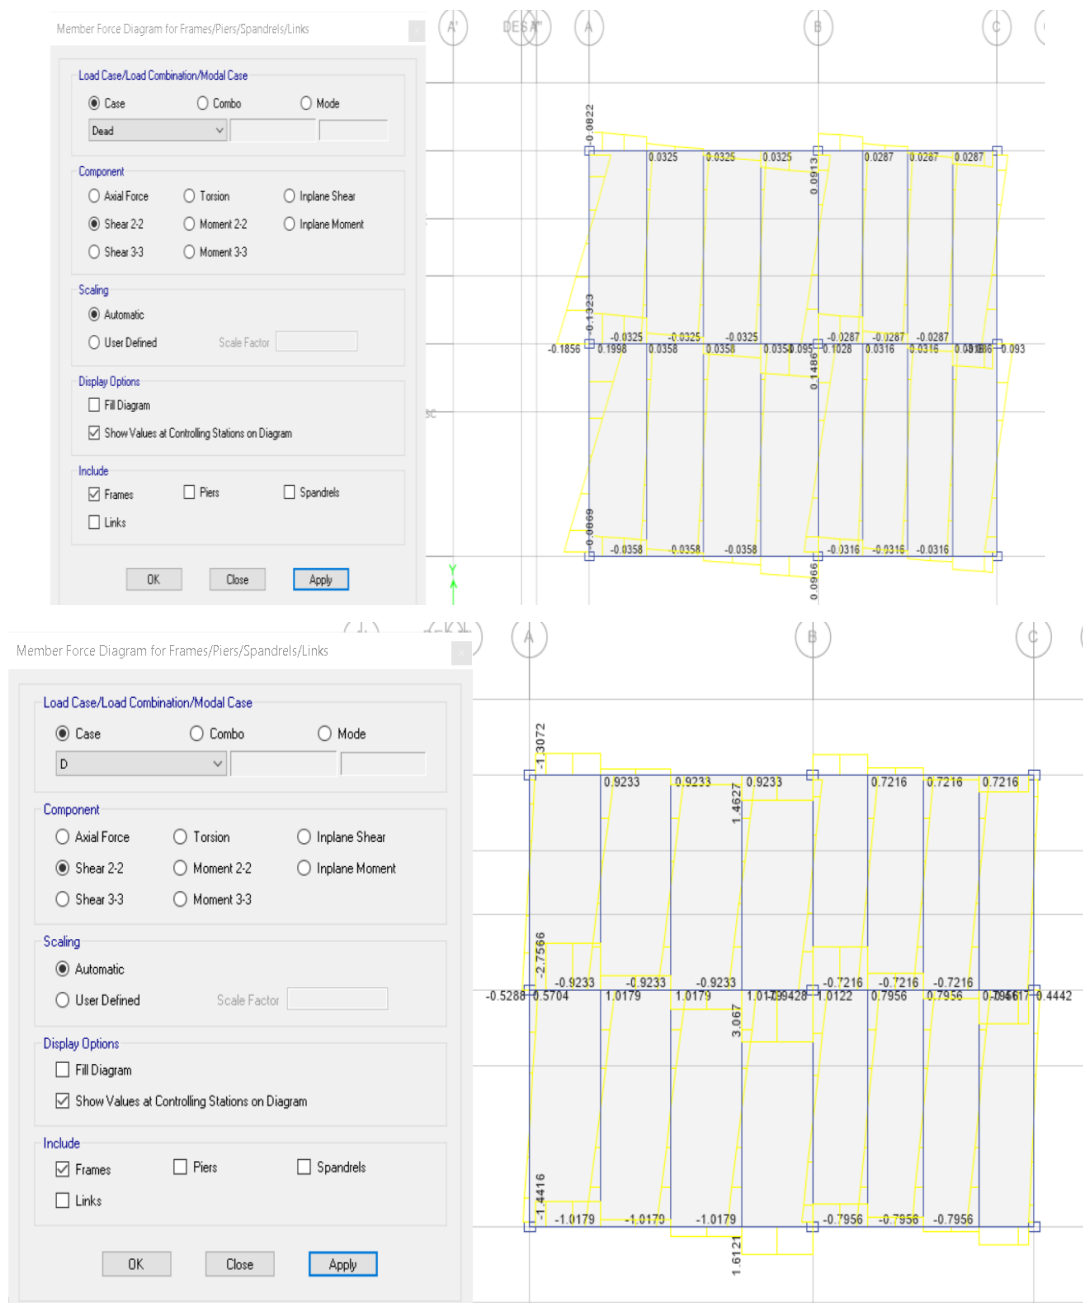 Member Force Diagram for Frames/Piers/Spandrels/Links
Load Case/Load Combination/Modal Case
Case Combo Mode
Dead
Component
Axial Force Torsion Inplane Shear
Shear 2-2 Moment 2-2 Inplane Moment
Shear 3-3 Moment 3-3
Scaling
Automatic
User Defined Scale Factor
Display Options
Fill Diagram
Show Values at Controlling Stations on Diagram
Include
Frames Piers Spandrels
Links
OK Close Apply
A' A B C
-0.0822
0.0325 0.0325 0.0325 0.0287 0.0287 0.0287
0.0913
-0.1323
-0.0325 -0.0325 -0.0325 -0.0287 -0.0287 -0.0287
-0.1856 0.1998 0.0358 0.0358 0.1028 0.0316 0.0316 0.093
0.1486
-0.0869
-0.0358 -0.0358 -0.0358 -0.0316 -0.0316 -0.0316
0.0966
Y
Member Force Diagram for Frames/Piers/Spandrels/Links
Load Case/Load Combination/Modal Case
Case Combo Mode
D
Component
Axial Force Torsion Inplane Shear
Shear 2-2 Moment 2-2 Inplane Moment
Shear 3-3 Moment 3-3
Scaling
Automatic
User Defined Scale Factor
Display Options
Fill Diagram
Show Values at Controlling Stations on Diagram
Include
Frames Piers Spandrels
Links
OK Close Apply
A B C
-1.3072
0.9233 0.9233 0.9233 0.7216 0.7216 0.7216
1.4627
-2.7566
-0.9233 -0.9233 -0.9233 -0.7216 -0.7216 -0.7216
-0.5288 0.5704 1.0179 1.0179 1.0122 0.7956 0.7956 0.4442
3.067
-1.4416
-1.0179 -1.0179 -1.0179 -0.7956 -0.7956 -0.7956
1.6121